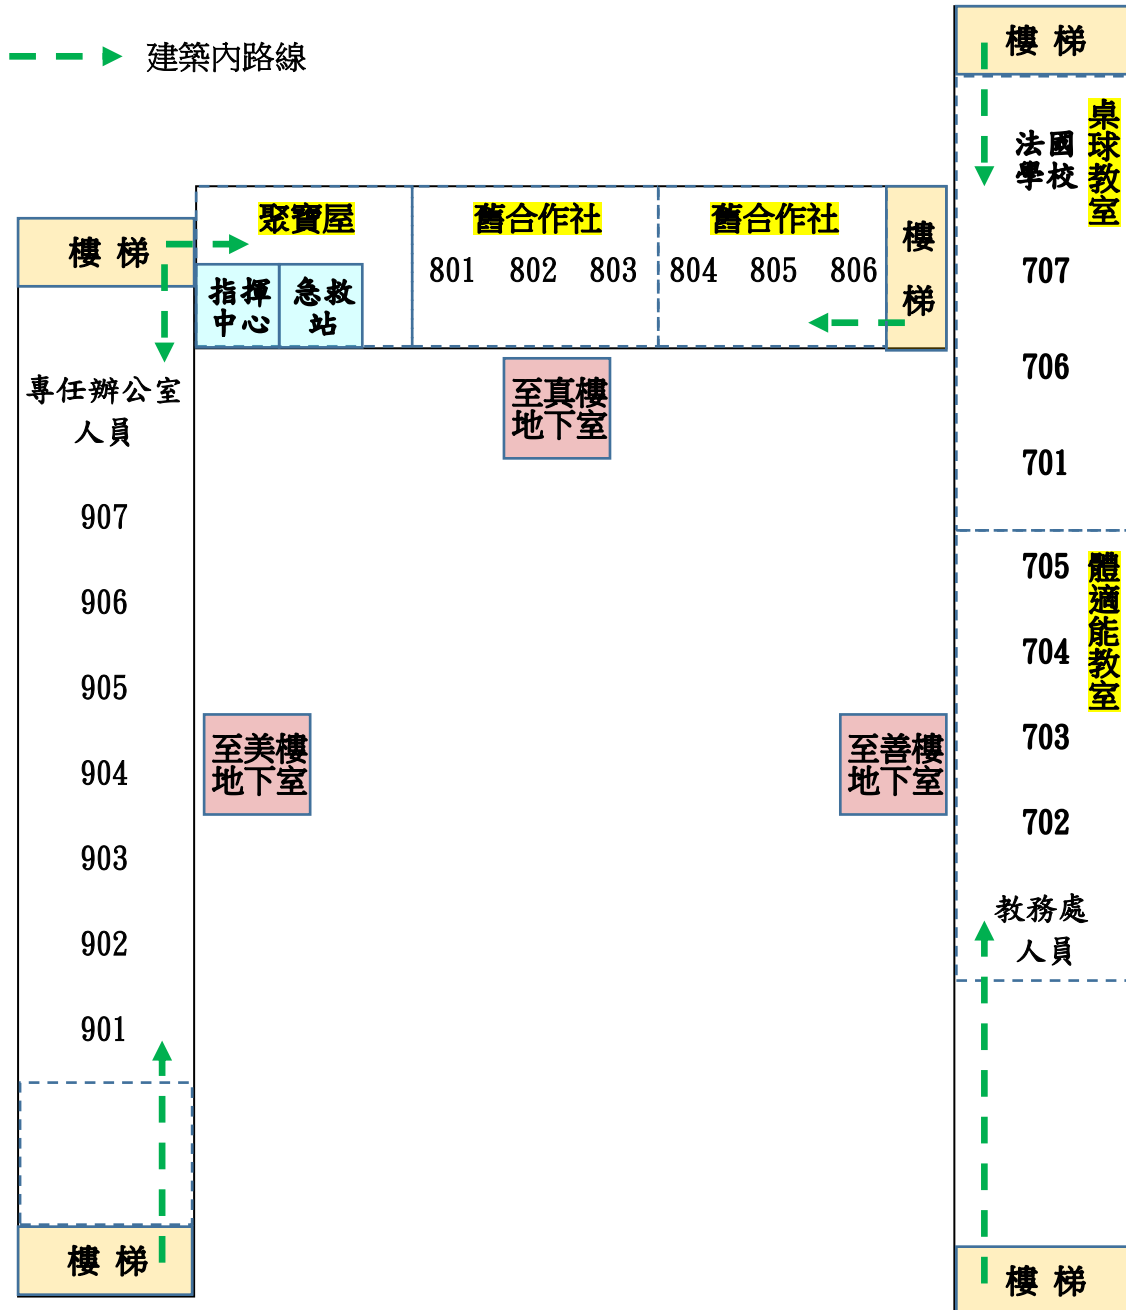 建築內路線
樓 梯
法國
學校
桌球教室
707
706
701
705
704
703
702
體適能教室
教務處
人員
樓 梯
聚寶屋
指揮
中心
急救
站
舊合作社
801 802 803
舊合作社
804 805 806
樓
梯
至真樓
地下室
樓 梯
專任辦公室
人員
907
906
905
904
903
902
901
樓 梯
至美樓
地下室
至善樓
地下室